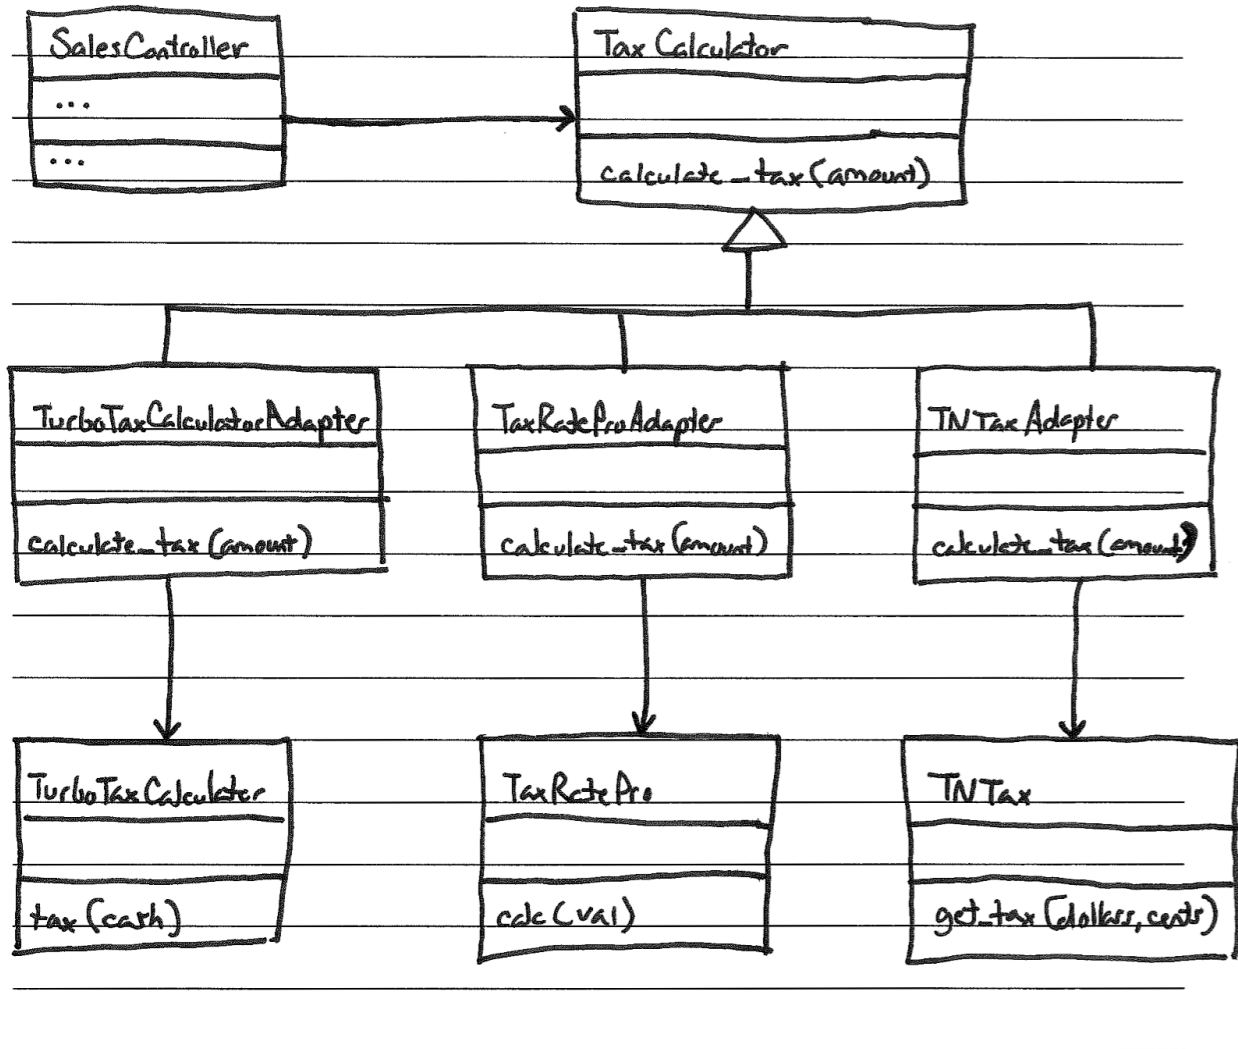 SalesController
...
...
Tax Calculator
calculate_tax(amount)
TurboTaxCalculatorAdapter
calculate_tax(amount)
TaxRateProAdapter
calculate_tax(amount)
TNTaxAdapter
calculate_tax(amount)
TurboTaxCalculator
tax(cash)
TaxRatePro
calc(val)
TNTax
get_tax(dollars, cents)